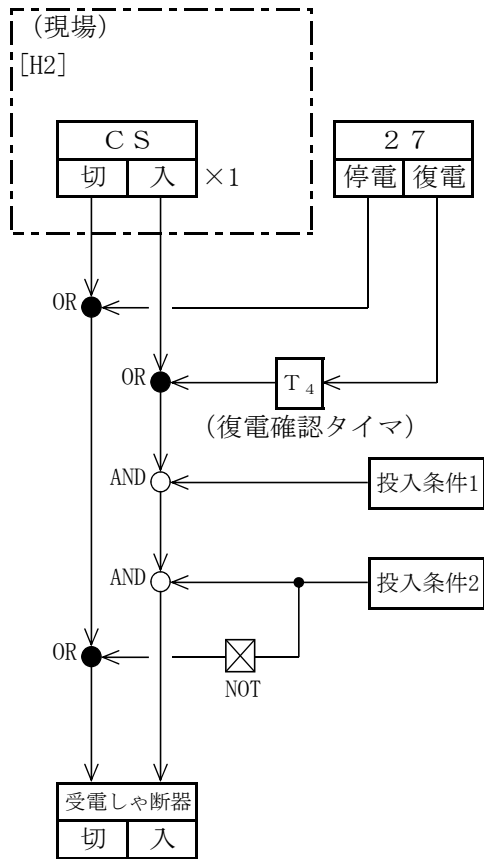 （現場）
[H2]
ＣＳ
切 入 ×1
２７
停電 復電
OR
OR
Ｔ₄
（復電確認タイマ）
AND
投入条件1
AND
投入条件2
OR
NOT
受電しゃ断器
切 入